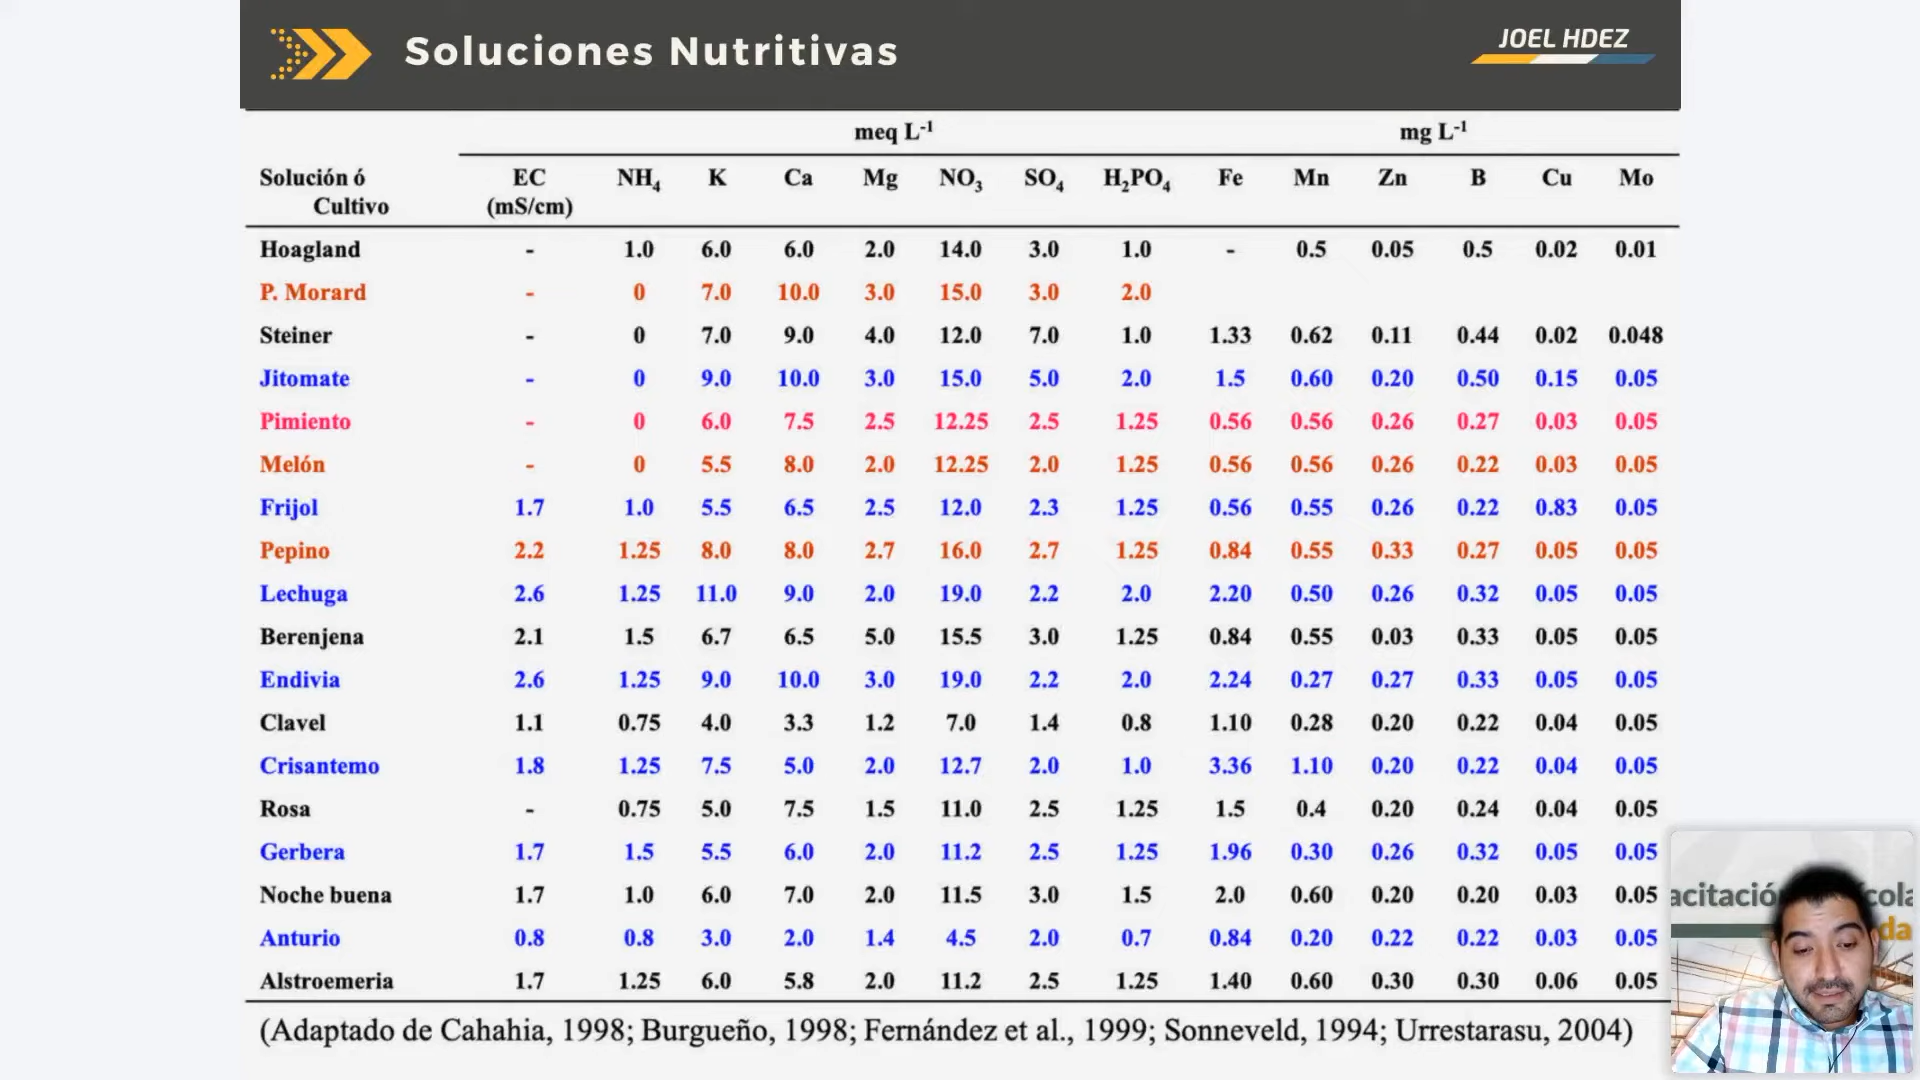 Soluciones Nutritivas
JOEL HDEZ
meq L-1 mg L-1
Solución ó Cultivo EC (mS/cm) NH4 K Ca Mg NO3 SO4 H2PO4 Fe Mn Zn B Cu Mo
Hoagland - 1.0 6.0 6.0 2.0 14.0 3.0 1.0 - 0.5 0.05 0.5 0.02 0.01
P. Morard - 0 7.0 10.0 3.0 15.0 3.0 2.0
Steiner - 0 7.0 9.0 4.0 12.0 7.0 1.0 1.33 0.62 0.11 0.44 0.02 0.048
Jitomate - 0 9.0 10.0 3.0 15.0 5.0 2.0 1.5 0.60 0.20 0.50 0.15 0.05
Pimiento - 0 6.0 7.5 2.5 12.25 2.5 1.25 0.56 0.56 0.26 0.27 0.03 0.05
Melón - 0 5.5 8.0 2.0 12.25 2.0 1.25 0.56 0.56 0.26 0.22 0.03 0.05
Frijol 1.7 1.0 5.5 6.5 2.5 12.0 2.3 1.25 0.56 0.55 0.26 0.22 0.83 0.05
Pepino 2.2 1.25 8.0 8.0 2.7 16.0 2.7 1.25 0.84 0.55 0.33 0.27 0.05 0.05
Lechuga 2.6 1.25 11.0 9.0 2.0 19.0 2.2 2.0 2.20 0.50 0.26 0.32 0.05 0.05
Berenjena 2.1 1.5 6.7 6.5 5.0 15.5 3.0 1.25 0.84 0.55 0.03 0.33 0.05 0.05
Endivia 2.6 1.25 9.0 10.0 3.0 19.0 2.2 2.0 2.24 0.27 0.27 0.33 0.05 0.05
Clavel 1.1 0.75 4.0 3.3 1.2 7.0 1.4 0.8 1.10 0.28 0.20 0.22 0.04 0.05
Crisantemo 1.8 1.25 7.5 5.0 2.0 12.7 2.0 1.0 3.36 1.10 0.20 0.22 0.04 0.05
Rosa - 0.75 5.0 7.5 1.5 11.0 2.5 1.25 1.5 0.4 0.20 0.24 0.04 0.05
Gerbera 1.7 1.5 5.5 6.0 2.0 11.2 2.5 1.25 1.96 0.30 0.26 0.32 0.05 0.05
Noche buena 1.7 1.0 6.0 7.0 2.0 11.5 3.0 1.5 2.0 0.60 0.20 0.20 0.03 0.05
Anturio 0.8 0.8 3.0 2.0 1.4 4.5 2.0 0.7 0.84 0.20 0.22 0.22 0.03 0.05
Alstroemeria 1.7 1.25 6.0 5.8 2.0 11.2 2.5 1.25 1.40 0.60 0.30 0.30 0.06 0.05
(Adaptado de Cahahia, 1998; Burgueño, 1998; Fernández et al., 1999; Sonneveld, 1994; Urrestarasu, 2004)